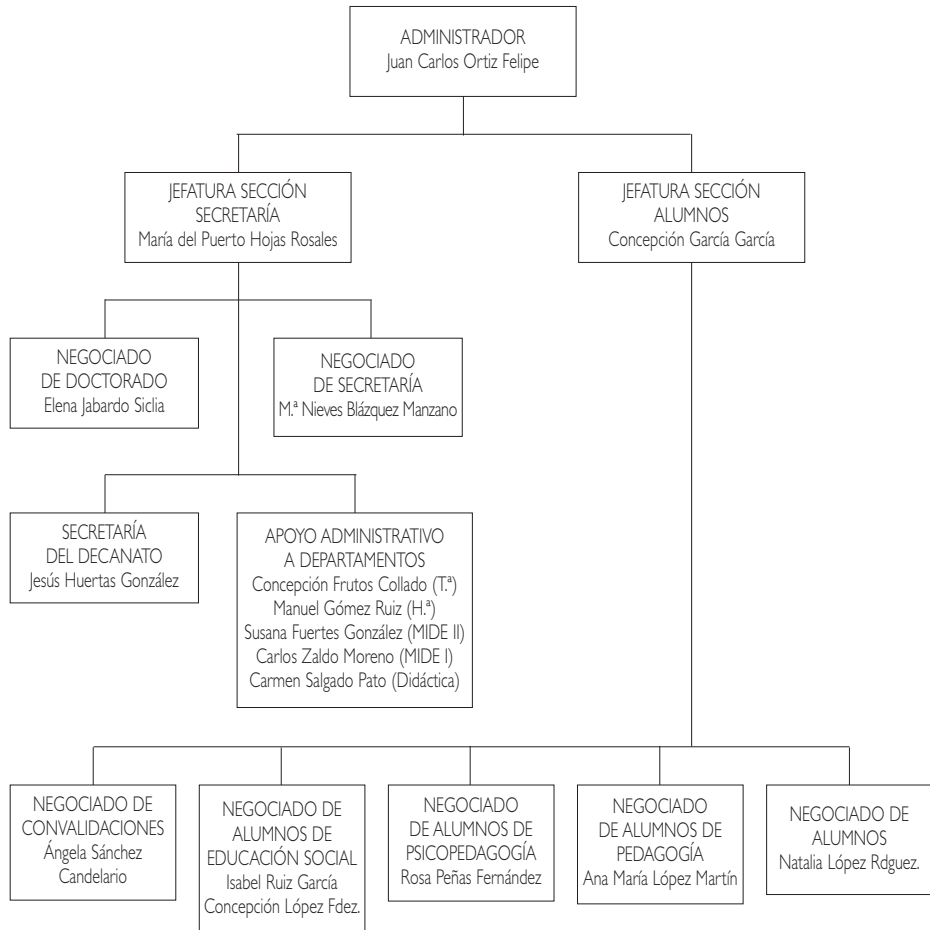 ADMINISTRADOR
Juan Carlos Ortiz Felipe
JEFATURA SECCIÓN
SECRETARÍA
María del Puerto Hojas Rosales
JEFATURA SECCIÓN
ALUMNOS
Concepción García García
NEGOCIADO
DE DOCTORADO
Elena Jabardo Siclia
NEGOCIADO
DE SECRETARÍA
M.ª Nieves Blázquez Manzano
SECRETARÍA
DEL DECANATO
Jesús Huertas González
APOYO ADMINISTRATIVO
A DEPARTAMENTOS
Concepción Frutos Collado (T.ª)
Manuel Gómez Ruiz (H.ª)
Susana Fuertes González (MIDE II)
Carlos Zaldo Moreno (MIDE I)
Carmen Salgado Pato (Didáctica)
NEGOCIADO DE
CONVALIDACIONES
Ángela Sánchez
Candelario
NEGOCIADO DE
ALUMNOS DE
EDUCACIÓN SOCIAL
Isabel Ruiz García
Concepción López Fdez.
NEGOCIADO
DE ALUMNOS DE
PSICOPEDAGOGÍA
Rosa Peñas Fernández
NEGOCIADO
DE ALUMNOS DE
PEDAGOGÍA
Ana María López Martín
NEGOCIADO DE
ALUMNOS
Natalia López Rdguez.